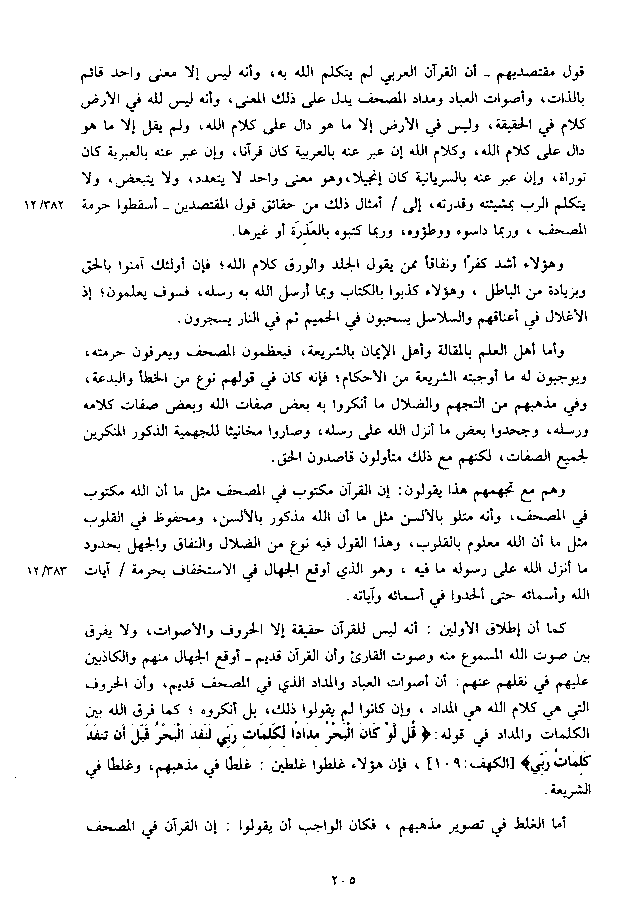 قول مقتصديهم ـ أن القرآن العربي لم يتكلم الله به، وأنه ليس إلا معنى واحد قائم
بالذات، وأصوات العباد ومداد المصحف يدل على ذلك المعنى، وأنه ليس لله في الأرض
كلام في الحقيقة، وليس في الأرض إلا ما هو دال على كلام الله، ولم يقل إلا ما هو
دال على كلام الله، وكلام الله إن عبر عنه بالعربية كان قرآنا، وإن عبر عنه بالعبرية كان
توراة، وإن عبر عنه بالسريانية كان إنجيلا،وهو معنى واحد لا يتعدد، ولا يتبعض، ولا
يتكلم الرب بمشيئته وقدرته، إلى / أمثال ذلك من حقائق قول المقتصدين ـ أسقطوا حرمة ١٢/٣٨٢
المصحف ، وربما داسوه ووطؤوه، وربما كتبوه بالعَذِرَة أو غيرها.
وهؤلاء أشد كفرًا ونفاقًا ممن يقول الجلد والورق كلام الله؛ فإن أولئك آمنوا بالحق
وبزيادة من الباطل ، وهؤلاء كذبوا بالكتاب وبما أرسل الله به رسله، فسوف يعلمون؛ إذ
الأغلال في أعناقهم والسلاسل يسحبون في الحميم ثم في النار يسجرون.
وأما أهل العلم بالمقالة وأهل الإيمان بالشريعة، فيعظمون المصحف ويعرفون حرمته،
ويوجبون له ما أوجبته الشريعة من الأحكام؛ فإنه كان في قولهم نوع من الخطأ والبدعة،
وفي مذهبهم من التجهم والضلال ما أنكروا به بعض صفات الله وبعض صفات كلامه
ورسله، وجحدوا بعض ما أنزل الله على رسله، وصاروا مخانيثا للجهمية الذكور المنكرين
لجميع الصفات، لكنهم مع ذلك متأولون قاصدون الحق.
وهم مع تجهمهم هذا يقولون: إن القرآن مكتوب في المصحف مثل ما أن الله مكتوب
في المصحف، وأنه متلو بالألسن مثل ما أن الله مذكور بالألسن، ومحفوظ في القلوب
مثل ما أن الله معلوم بالقلوب، وهذا القول فيه نوع من الضلال والنفاق والجهل بحدود
ما أنزل الله على رسوله ما فيه ، وهو الذي أوقع الجهال في الاستخفاف بحرمة / آيات ١٢/٣٨٣
الله وأسمائه حتى ألحدوا في أسمائه وآياته.
كما أن إطلاق الأولين : أنه ليس للقرآن حقيقة إلا الحروف والأصوات، ولا يفرق
بين صوت الله المسموع منه وصوت القارئ وأن القرآن قديم ـ أوقع الجهال منهم والكاذبين
عليهم في نقلهم عنهم: أن أصوات العباد والمداد الذي في المصحف قديم، وأن الحروف
التي هي كلام الله هي المداد ، وإن كانوا لم يقولوا ذلك، بل أنكروه ؛ كما فرق الله بين
الكلمات والمداد في قوله:﴿ قُل لَّوْ كَانَ الْبَحْرُ مِدَادًا لِّكَلِمَاتِ رَبِّي لَنَفِدَ الْبَحْرُ قَبْلَ أَن تَنفَدَ
كَلِمَاتُ رَبِّي﴾ [الكهف: ١٠٩] ، فإن هؤلاء غلطوا غلطين : غلطًا في مذهبهم، وغلطًا في
الشريعة.
أما الغلط في تصوير مذهبهم ، فكان الواجب أن يقولوا : إن القرآن في المصحف
٢٠٥